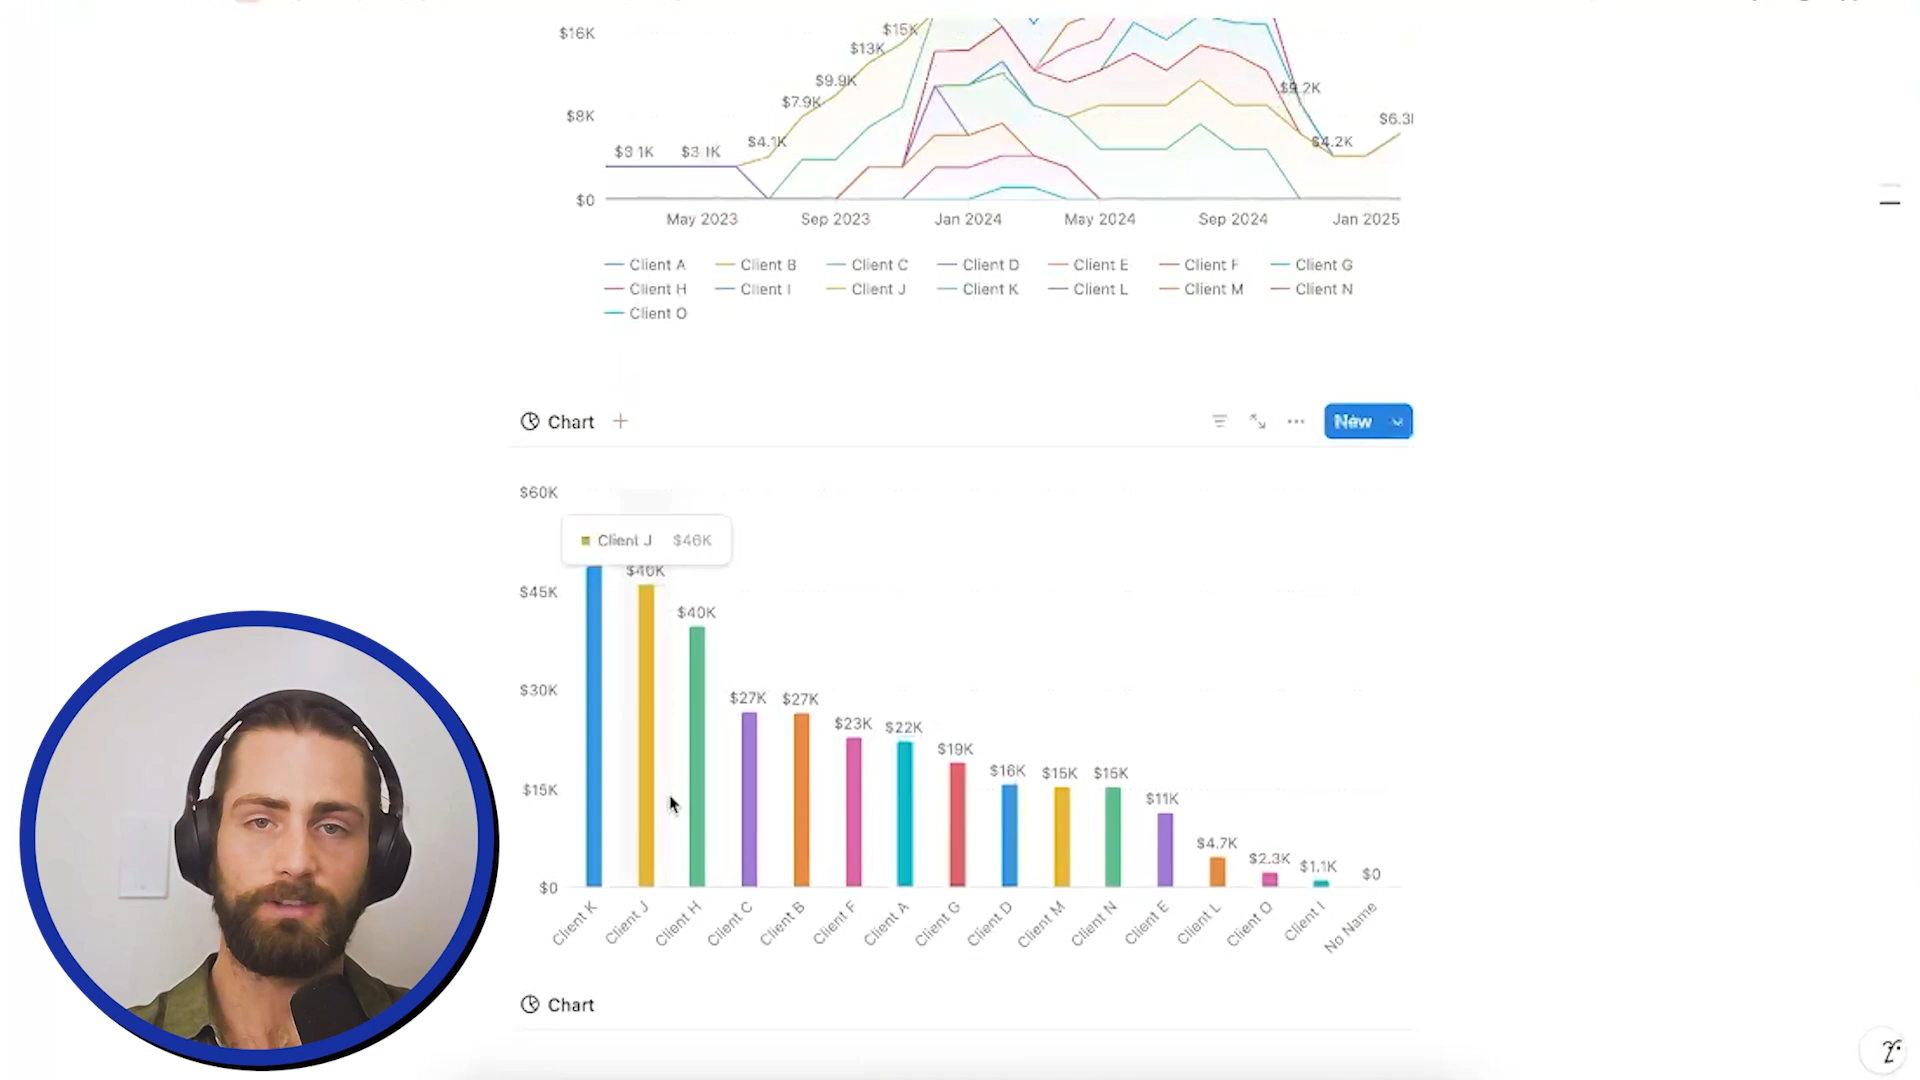 $16K
$15K
$13K
$9.9K
$9.2K
$7.9K
$8K
$6.3
$4.1K
$4.2K
$3.1K $3.1K
$0
May 2023 Sep 2023 Jan 2024 May 2024 Sep 2024 Jan 2025
Client A Client B Client C Client D Client E Client F Client G
Client H Client I Client J Client K Client L Client M Client N
Client O
Chart
New
$60K
Client J $46K
$46K
$45K
$40K
$30K
$27K $27K
$23K $22K
$19K
$16K $15K $15K
$15K
$11K
$4.7K
$2.3K
$1.1K
$0
$0
Client K Client J Client H Client C Client B Client F Client A Client G Client D Client M Client N Client E Client L Client O Client I No Name
Chart